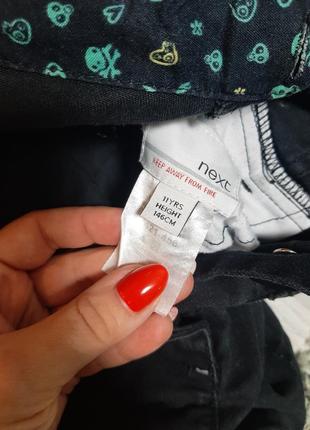 next
KEEP AWAY FROM FIRE
11YRS
HEIGHT
146CM